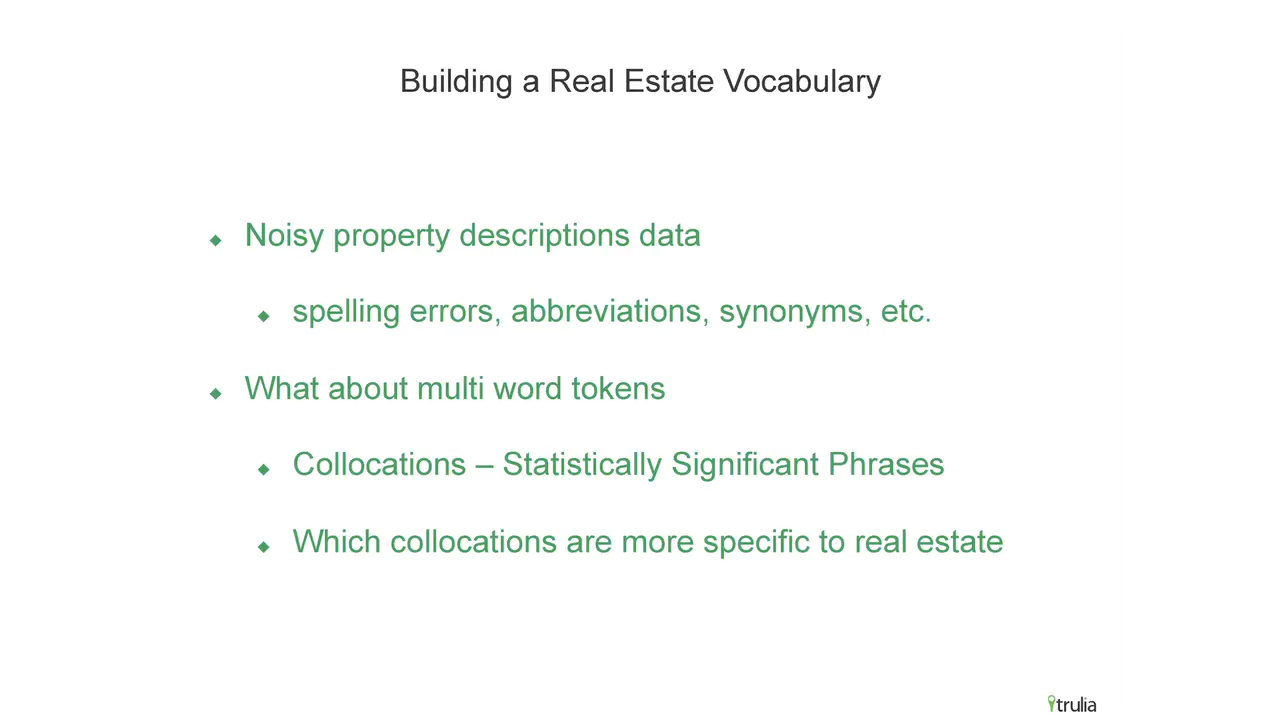 Building a Real Estate Vocabulary
Noisy property descriptions data
spelling errors, abbreviations, synonyms, etc.
What about multi word tokens
Collocations – Statistically Significant Phrases
Which collocations are more specific to real estate
trulia